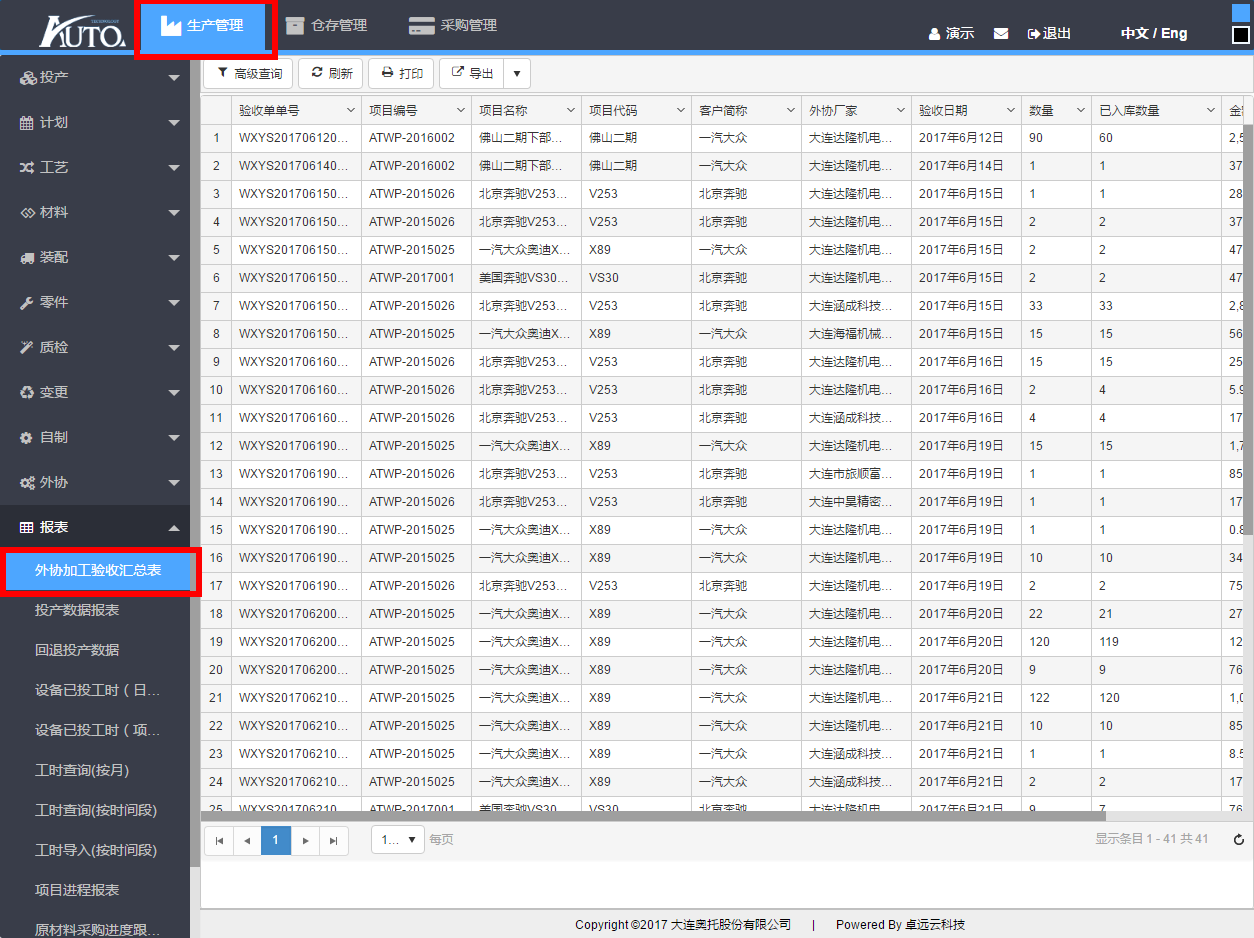 AUTO. TECHNOLOGY 生产管理 仓存管理 采购管理 演示 退出 中文 / Eng
投产
计划
工艺
材料
装配
零件
质检
变更
自制
外协
报表
外协加工验收汇总表
投产数据报表
回退投产数据
设备已投工时（日...
设备已投工时（项...
工时查询(按月)
工时查询(按时间段)
工时导入(按时间段)
项目进程报表
原材料采购进度跟...
高级查询 刷新 打印 导出
验收单单号 项目编号 项目名称 项目代码 客户简称 外协厂家 验收日期 数量 已入库数量 金
1 WXYS201706120... ATWP-2016002 佛山二期下部... 佛山二期 一汽大众 大连达隆机电... 2017年6月12日 90 60 2,5
2 WXYS201706140... ATWP-2016002 佛山二期下部... 佛山二期 一汽大众 大连达隆机电... 2017年6月14日 1 1 37
3 WXYS201706150... ATWP-2015026 北京奔驰V253... V253 北京奔驰 大连达隆机电... 2017年6月15日 1 1 28
4 WXYS201706150... ATWP-2015026 北京奔驰V253... V253 北京奔驰 大连达隆机电... 2017年6月15日 2 2 37
5 WXYS201706150... ATWP-2015025 一汽大众奥迪X... X89 一汽大众 大连达隆机电... 2017年6月15日 2 2 47
6 WXYS201706150... ATWP-2017001 美国奔驰VS30... VS30 北京奔驰 大连达隆机电... 2017年6月15日 2 2 47
7 WXYS201706150... ATWP-2015026 北京奔驰V253... V253 北京奔驰 大连涵成科技... 2017年6月15日 33 33 2,8
8 WXYS201706150... ATWP-2015025 一汽大众奥迪X... X89 一汽大众 大连海福机械... 2017年6月15日 15 15 56
9 WXYS201706160... ATWP-2015026 北京奔驰V253... V253 北京奔驰 大连达隆机电... 2017年6月16日 15 15 25
10 WXYS201706160... ATWP-2015026 北京奔驰V253... V253 北京奔驰 大连达隆机电... 2017年6月16日 2 4 5.9
11 WXYS201706160... ATWP-2015026 北京奔驰V253... V253 北京奔驰 大连涵成科技... 2017年6月16日 4 4 17
12 WXYS201706190... ATWP-2015025 一汽大众奥迪X... X89 一汽大众 大连达隆机电... 2017年6月19日 15 15 1,7
13 WXYS201706190... ATWP-2015026 北京奔驰V253... V253 北京奔驰 大连市旅顺富... 2017年6月19日 1 1 85
14 WXYS201706190... ATWP-2015026 北京奔驰V253... V253 北京奔驰 大连中昊精密... 2017年6月19日 1 1 17
15 WXYS201706190... ATWP-2015025 一汽大众奥迪X... X89 一汽大众 大连达隆机电... 2017年6月19日 1 1 0.8
16 WXYS201706190... ATWP-2015025 一汽大众奥迪X... X89 一汽大众 大连达隆机电... 2017年6月19日 10 10 34
17 WXYS201706190... ATWP-2015026 北京奔驰V253... V253 北京奔驰 大连达隆机电... 2017年6月19日 2 2 75
18 WXYS201706200... ATWP-2015025 一汽大众奥迪X... X89 一汽大众 大连达隆机电... 2017年6月20日 22 21 27
19 WXYS201706200... ATWP-2015025 一汽大众奥迪X... X89 一汽大众 大连达隆机电... 2017年6月20日 120 119 12
20 WXYS201706200... ATWP-2015025 一汽大众奥迪X... X89 一汽大众 大连达隆机电... 2017年6月20日 9 9 76
21 WXYS201706210... ATWP-2015025 一汽大众奥迪X... X89 一汽大众 大连达隆机电... 2017年6月21日 122 120 1,0
22 WXYS201706210... ATWP-2015025 一汽大众奥迪X... X89 一汽大众 大连达隆机电... 2017年6月21日 10 10 85
23 WXYS201706210... ATWP-2015025 一汽大众奥迪X... X89 一汽大众 大连涵成科技... 2017年6月21日 1 1 8.5
24 WXYS201706210... ATWP-2015025 一汽大众奥迪X... X89 一汽大众 大连涵成科技... 2017年6月21日 2 2 17
25 WXYS201706210... ATWP-2017001 美国奔驰VS30... VS30 北京奔驰 大连达隆机电... 2017年6月21日 9 7 76
1 1... 每页 显示条目 1 - 41 共 41
Copyright ©2017 大连奥托股份有限公司 | Powered By 卓远云科技